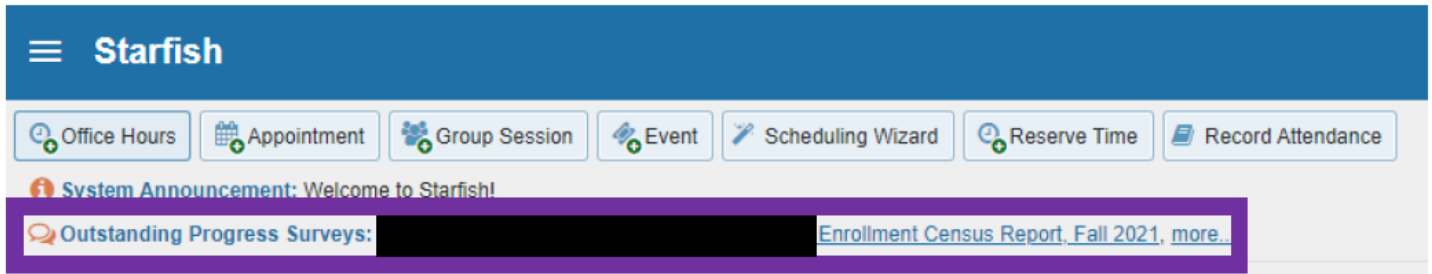 Starfish
Office Hours Appointment Group Session Event Scheduling Wizard Reserve Time Record Attendance
System Announcement: Welcome to Starfish!
Outstanding Progress Surveys: Enrollment Census Report, Fall 2021, more..